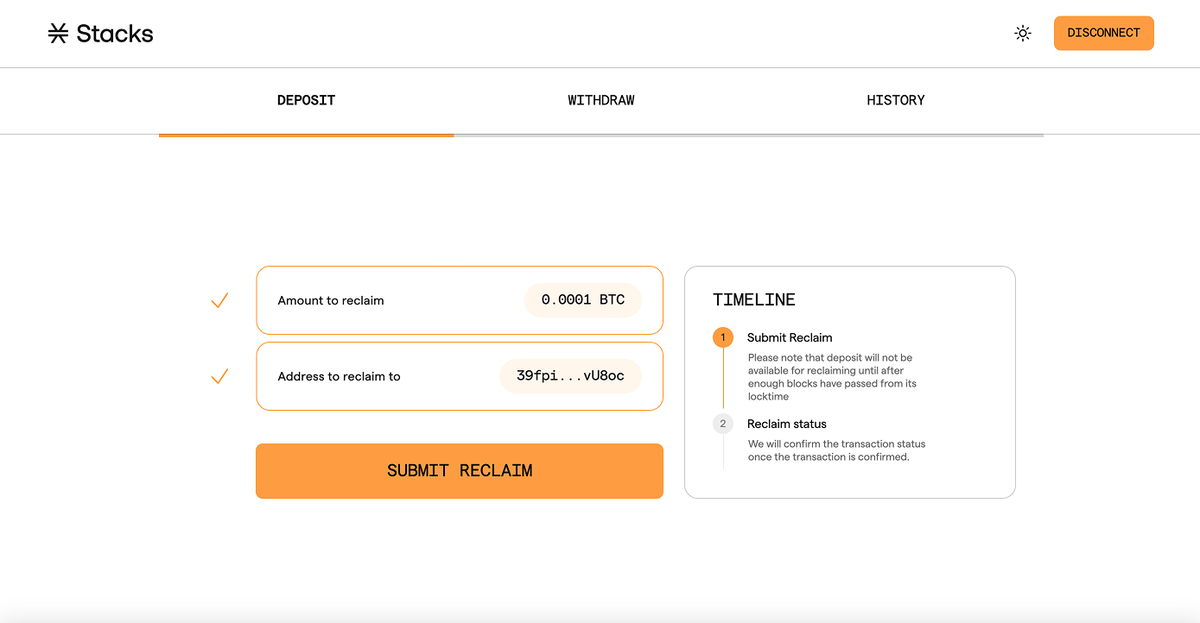 Stacks
DISCONNECT
DEPOSIT
WITHDRAW
HISTORY
Amount to reclaim
0.0001 BTC
Address to reclaim to
39fpi...vU8oc
SUBMIT RECLAIM
TIMELINE
1
Submit Reclaim
Please note that deposit will not be
available for reclaiming until after
enough blocks have passed from its
locktime
2
Reclaim status
We will confirm the transaction status
once the transaction is confirmed.